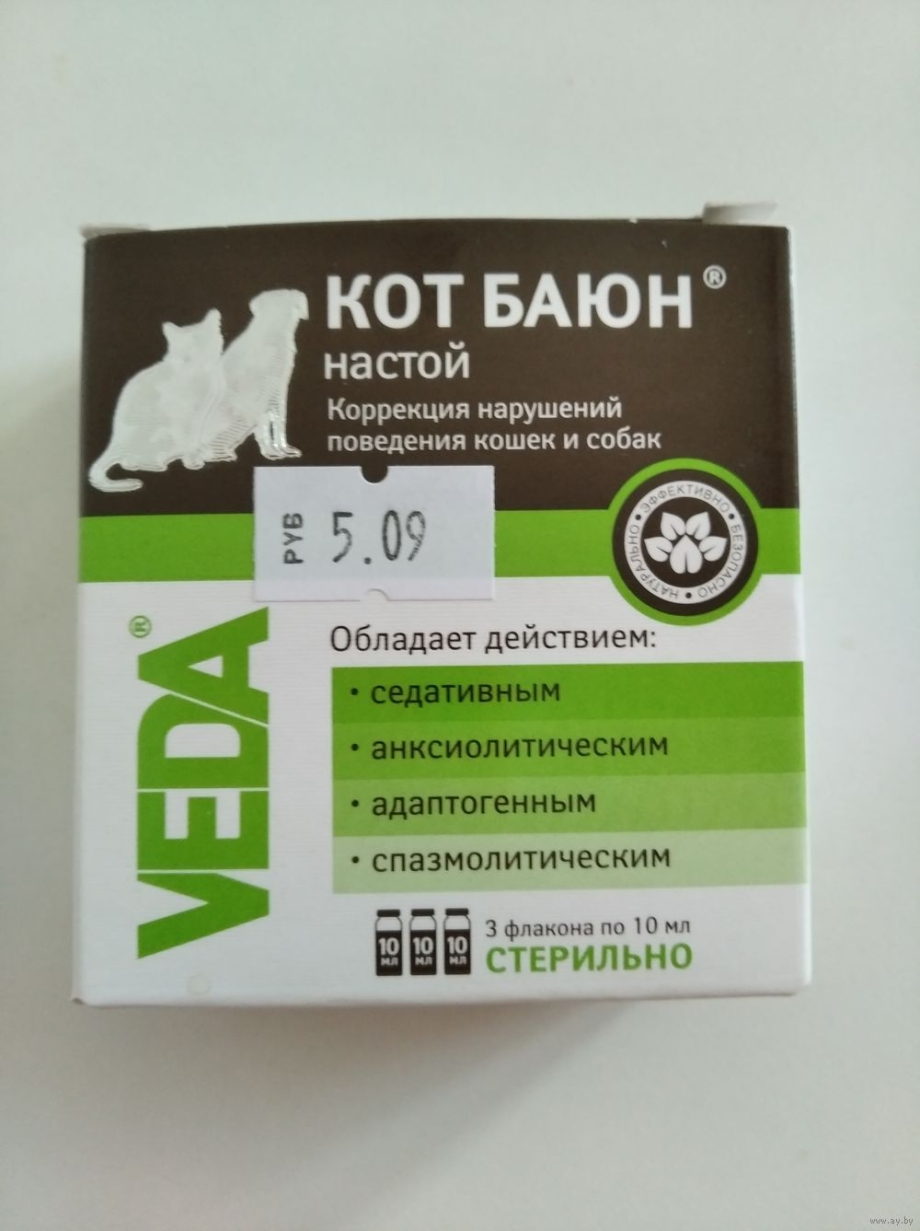 КОТ БАЮН®
настой
Коррекция нарушений
поведения кошек и собак
РУБ 5.09
ЭФФЕКТИВНО • БЕЗОПАСНО • НАТУРАЛЬНО •
VEDA®
Обладает действием:
• седативным
• анксиолитическим
• адаптогенным
• спазмолитическим
10 мл 10 мл 10 мл
3 флакона по 10 мл
СТЕРИЛЬНО
www.ay.by